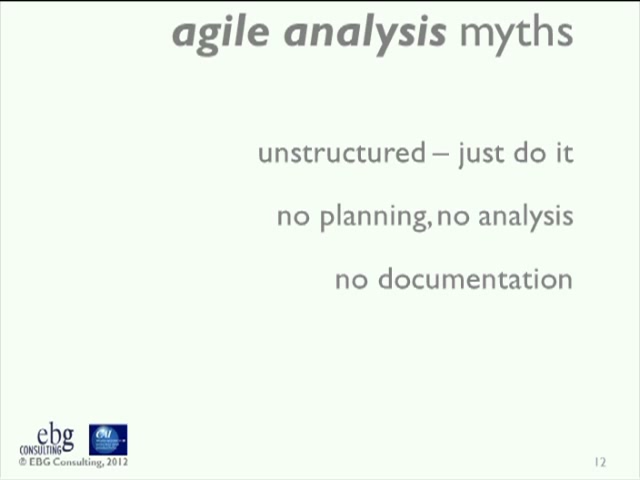 agile analysis myths
unstructured – just do it
no planning, no analysis
no documentation
ebg
CONSULTING
© EBG Consulting, 2012
12